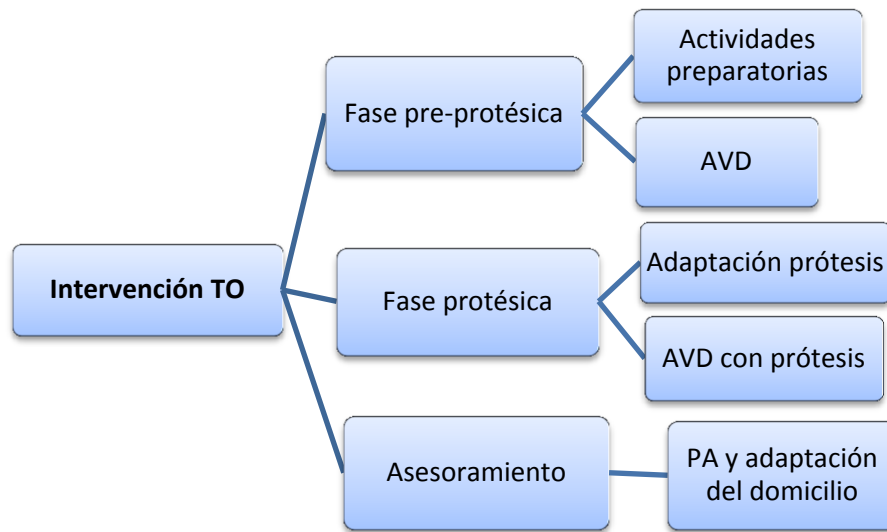 Intervención TO
Fase pre-protésica
Actividades
preparatorias
AVD
Fase protésica
Adaptación prótesis
AVD con prótesis
Asesoramiento
PA y adaptación
del domicilio